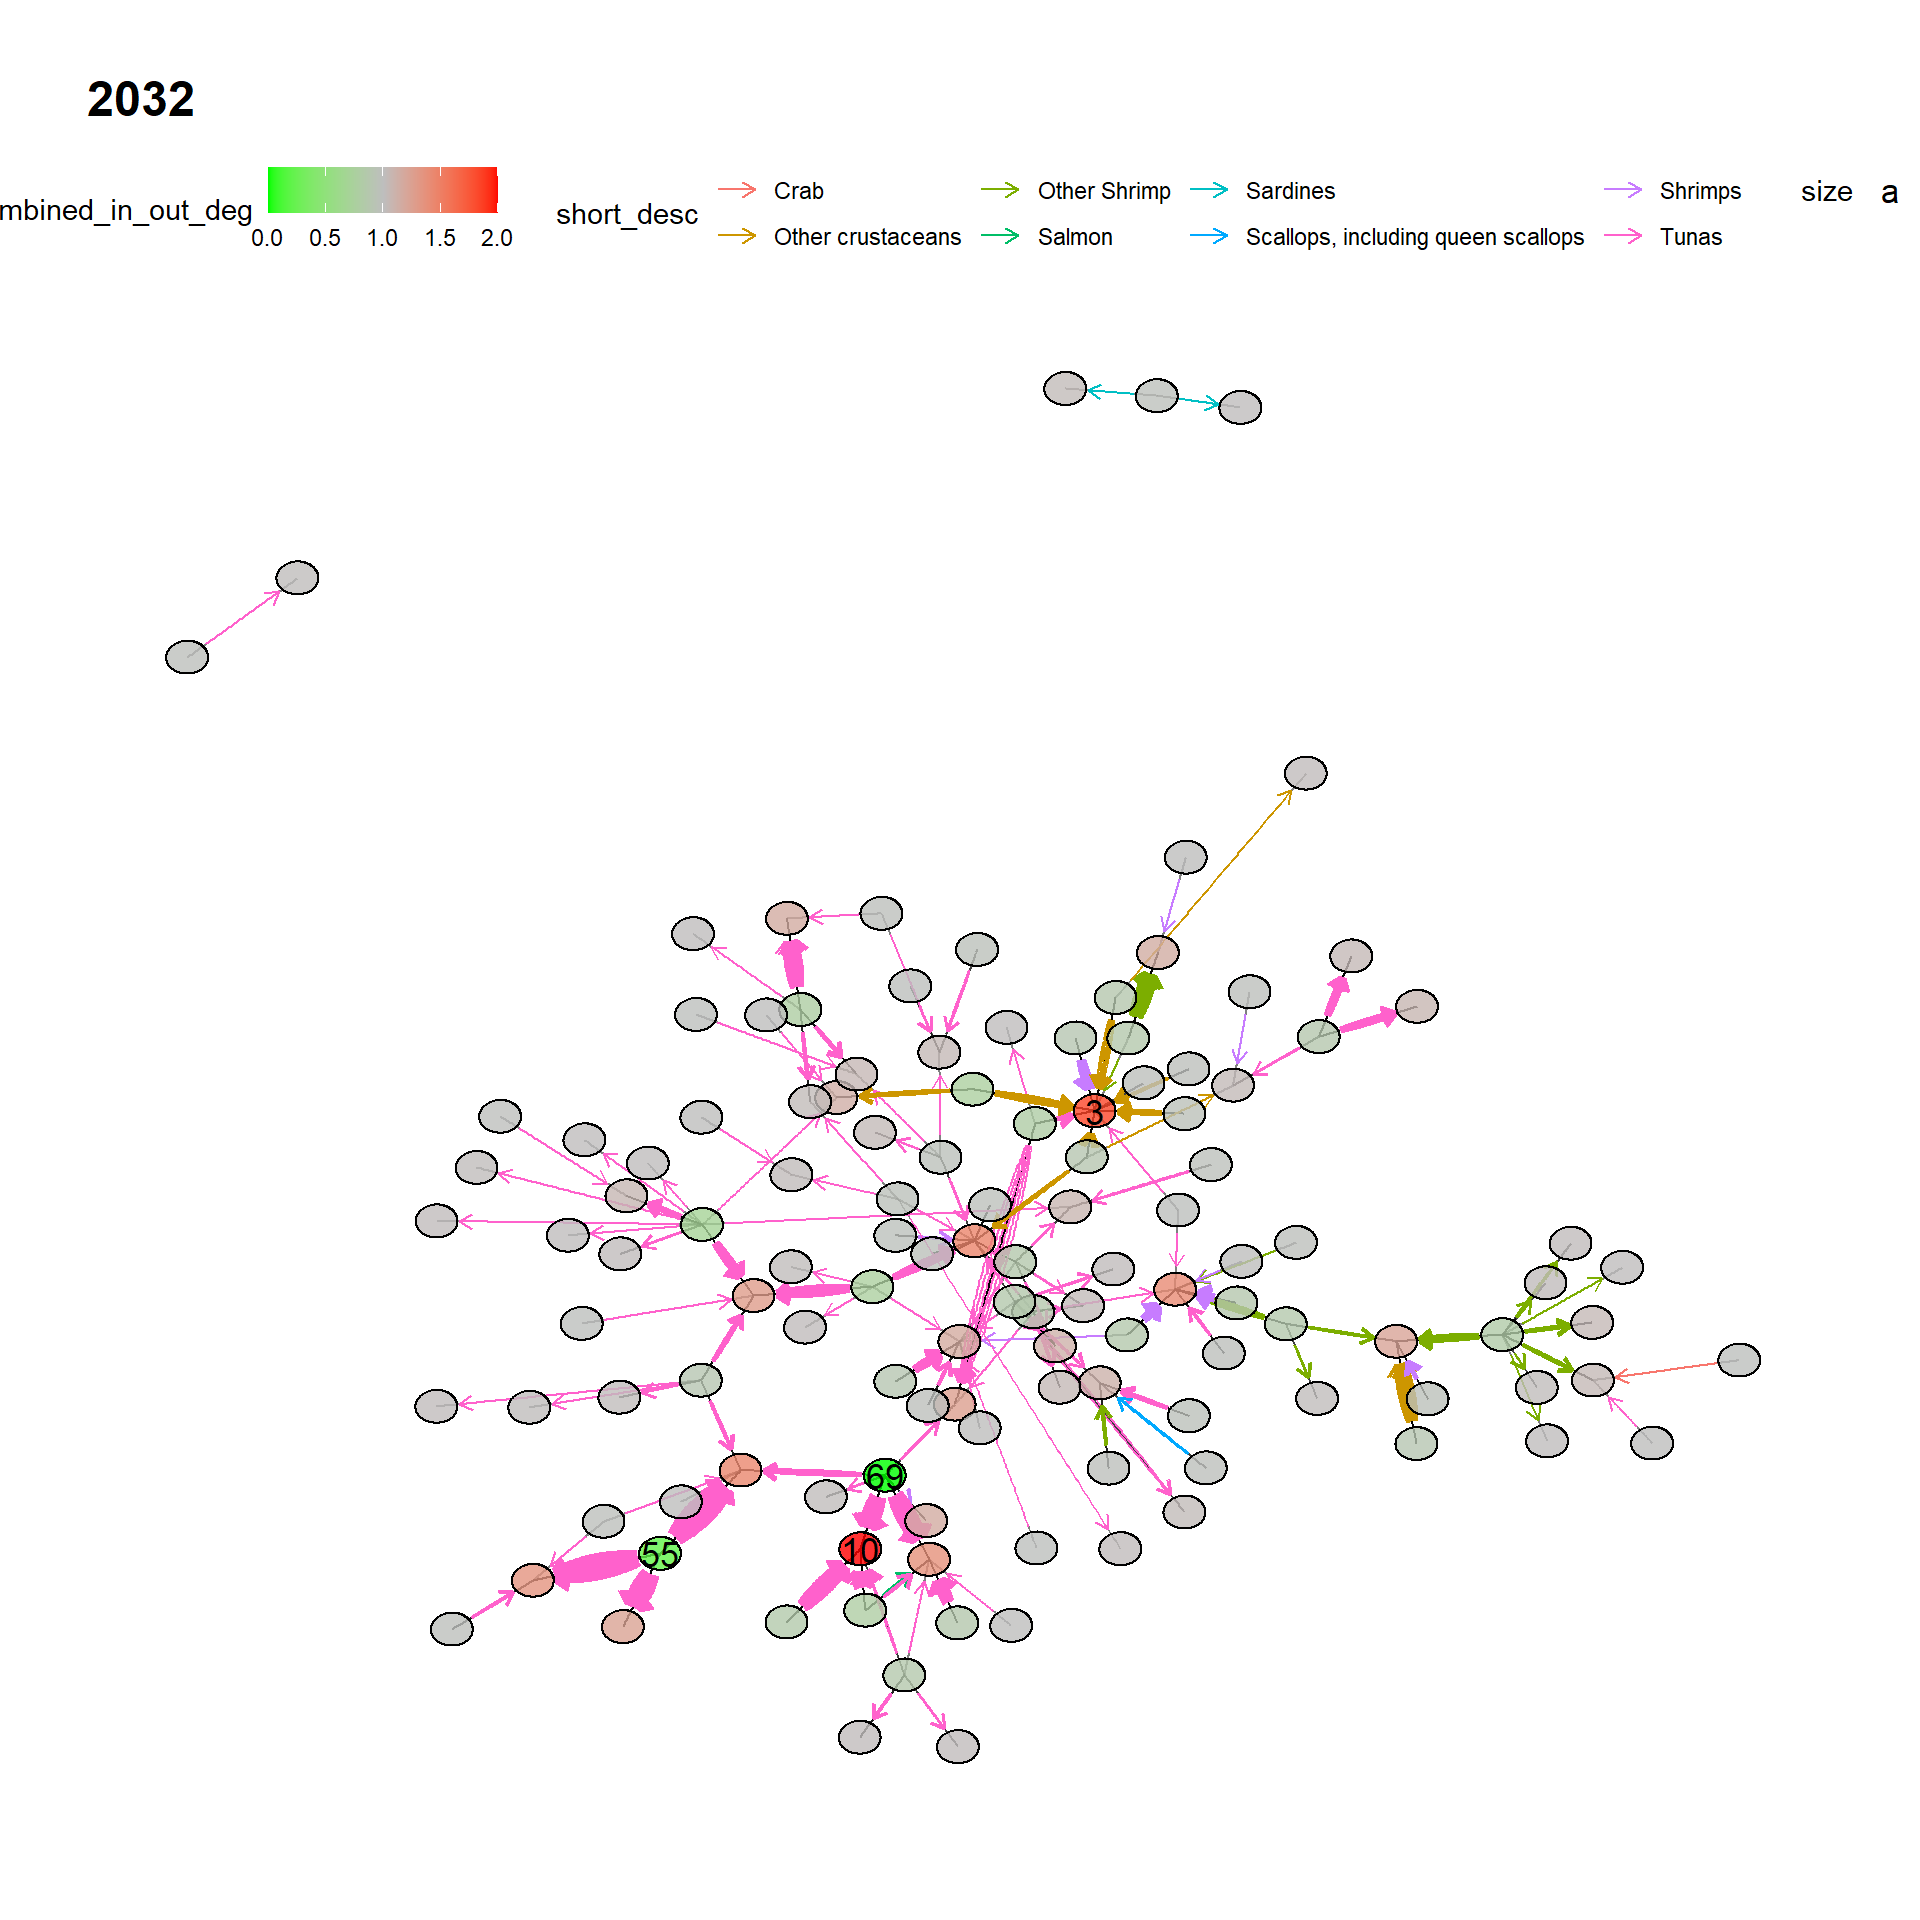 2032
mbined_in_out_deg
0.0 0.5 1.0 1.5 2.0
short_desc
Crab
Other crustaceans
Other Shrimp
Salmon
Sardines
Scallops, including queen scallops
Shrimps
Tunas
size a
3
69
10
55